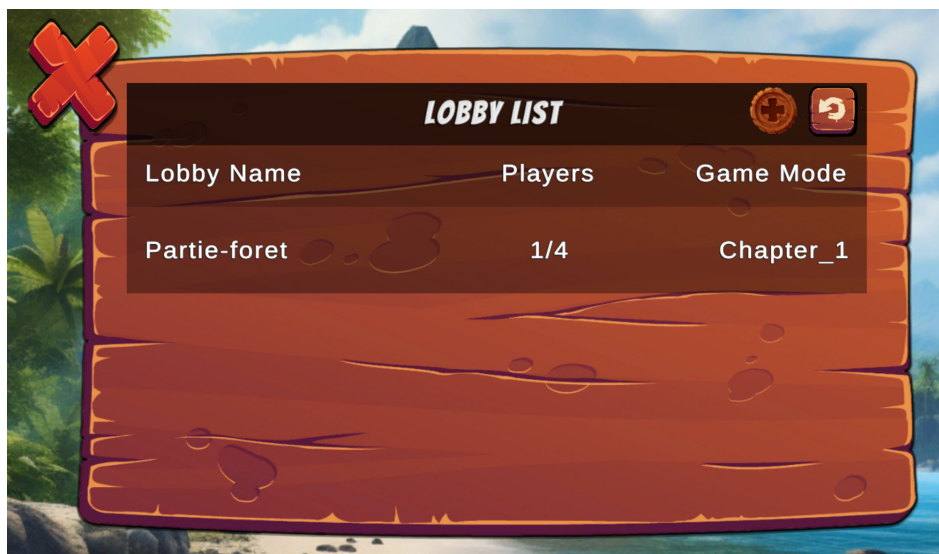 LOBBY LIST
Lobby Name Players Game Mode
Partie-foret 1/4 Chapter_1